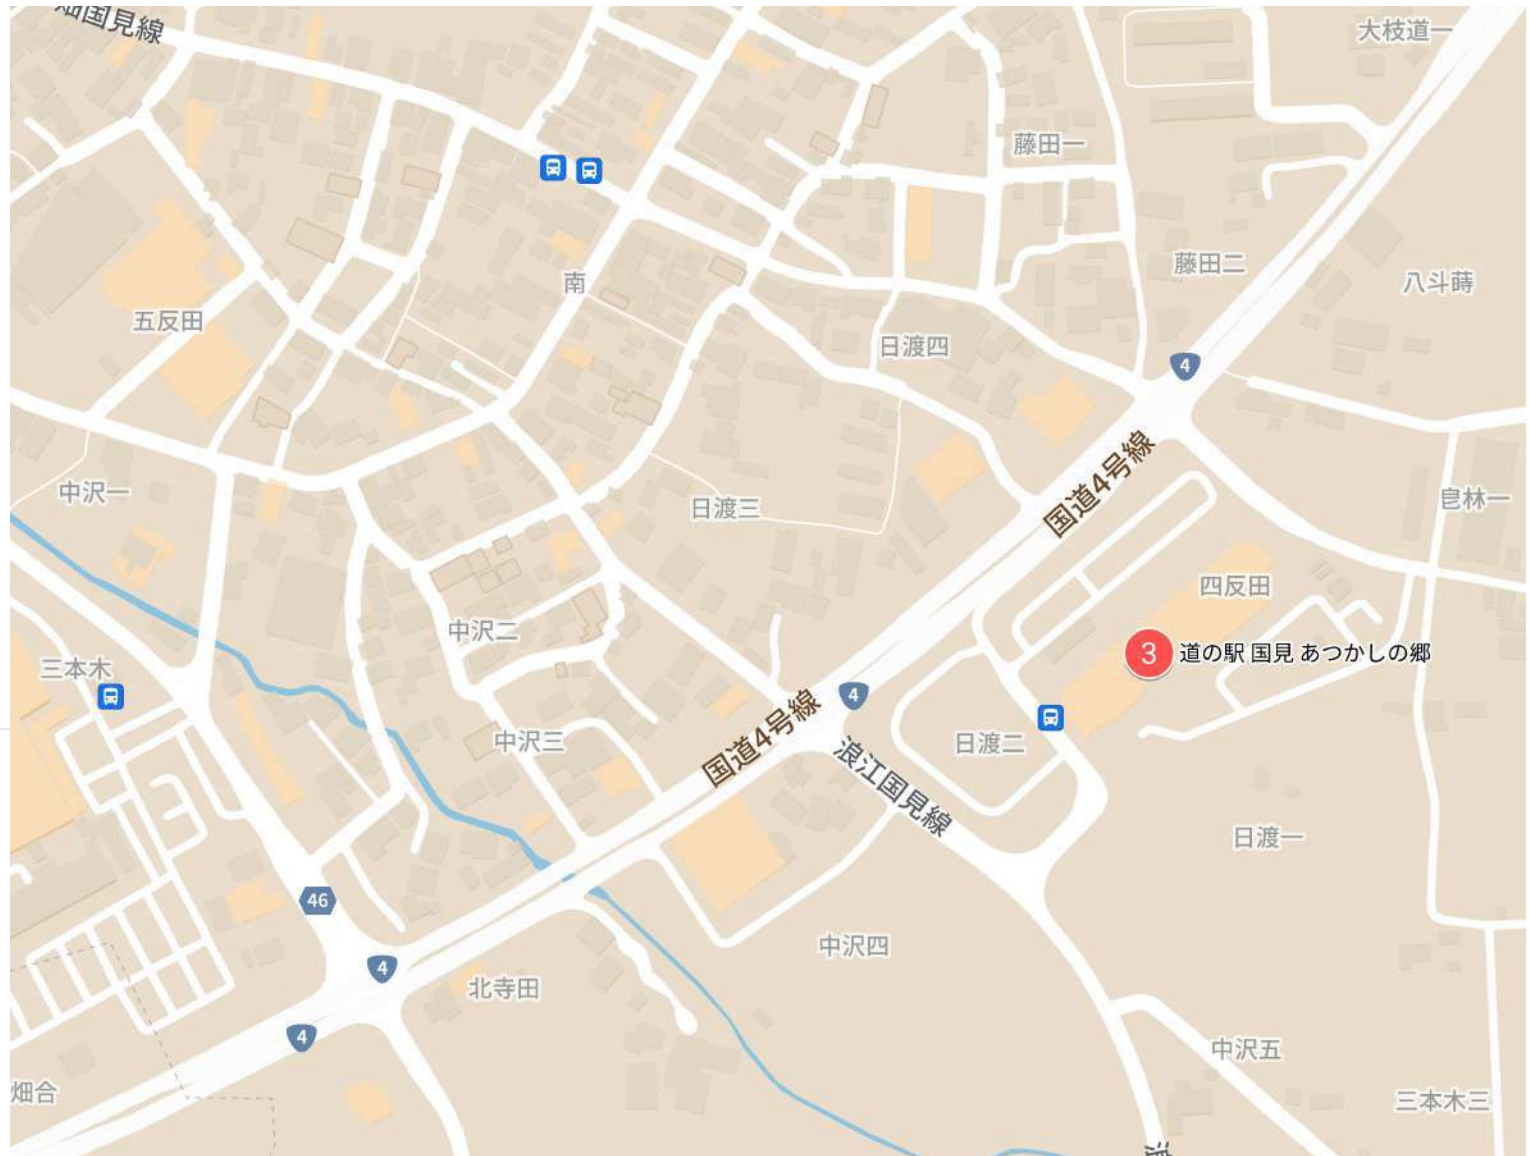 畑国見線
大枝道一
藤田一
藤田二
八斗蒔
南
五反田
日渡四
4
国道4号線
中沢一
日渡三
皀林一
四反田
中沢二
3
道の駅 国見 あつかしの郷
三本木
4
国道4号線
中沢三
日渡二
浪江国見線
日渡一
46
中沢四
4
北寺田
4
中沢五
畑合
三本木三
浪